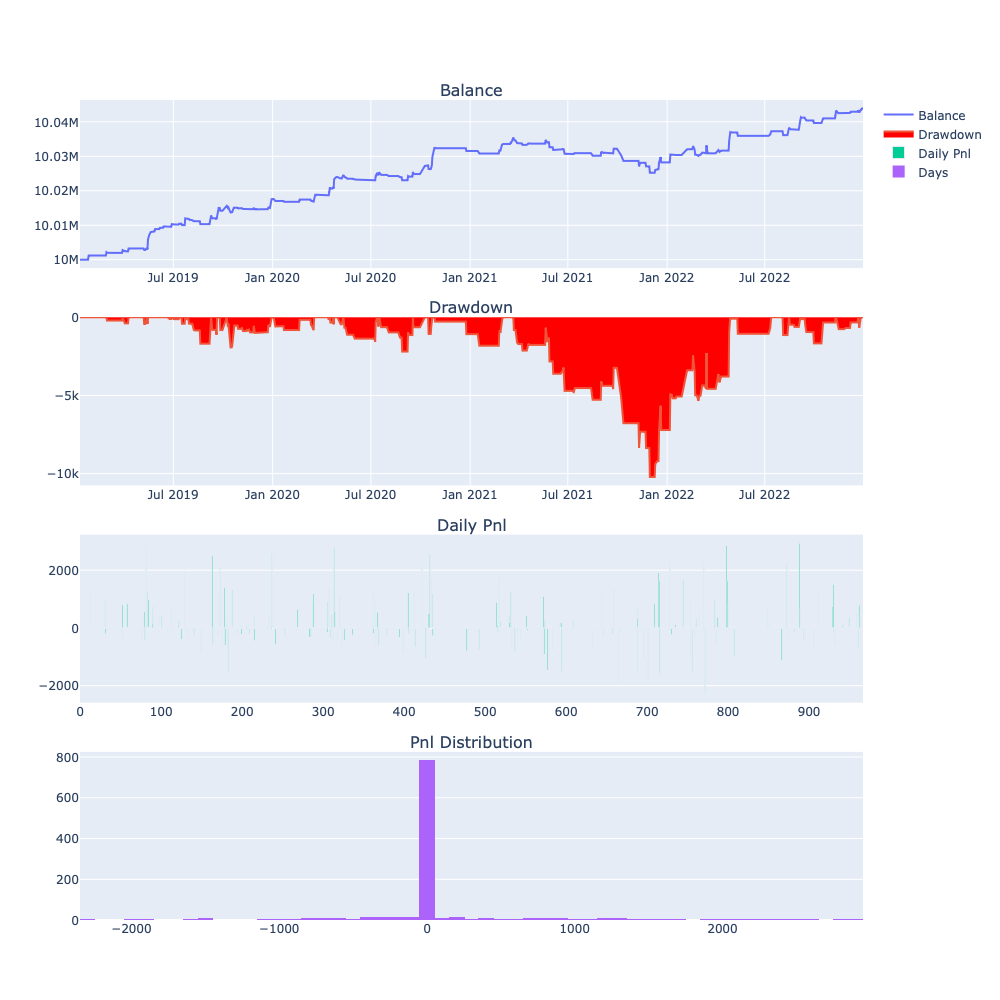 Balance
10.04M
10.03M
10.02M
10.01M
10M
Jul 2019 Jan 2020 Jul 2020 Jan 2021 Jul 2021 Jan 2022 Jul 2022
Balance
Drawdown
Daily Pnl
Days
Drawdown
0
−5k
−10k
Jul 2019 Jan 2020 Jul 2020 Jan 2021 Jul 2021 Jan 2022 Jul 2022
Daily Pnl
2000
0
−2000
0 100 200 300 400 500 600 700 800 900
Pnl Distribution
800
600
400
200
0
−2000 −1000 0 1000 2000